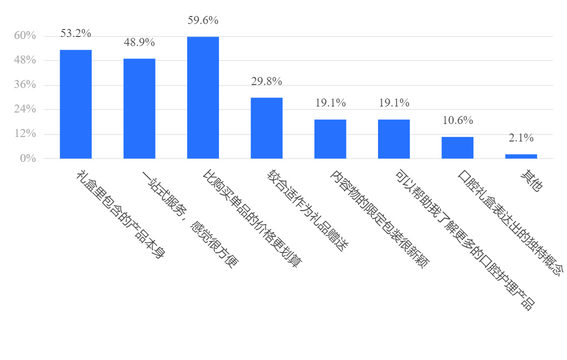 59.6%
60%
53.2%
48.9%
48%
36%
29.8%
24%
19.1%
19.1%
12%
10.6%
2.1%
0%
礼盒里包含的产品本身
一站式服务，感觉很方便
比购买单品的价格更划算
较合适作为礼品赠送
内容物的限定包装很新颖
可以帮助我了解更多的口腔护理产品
口腔礼盒表达出的独特概念
其他